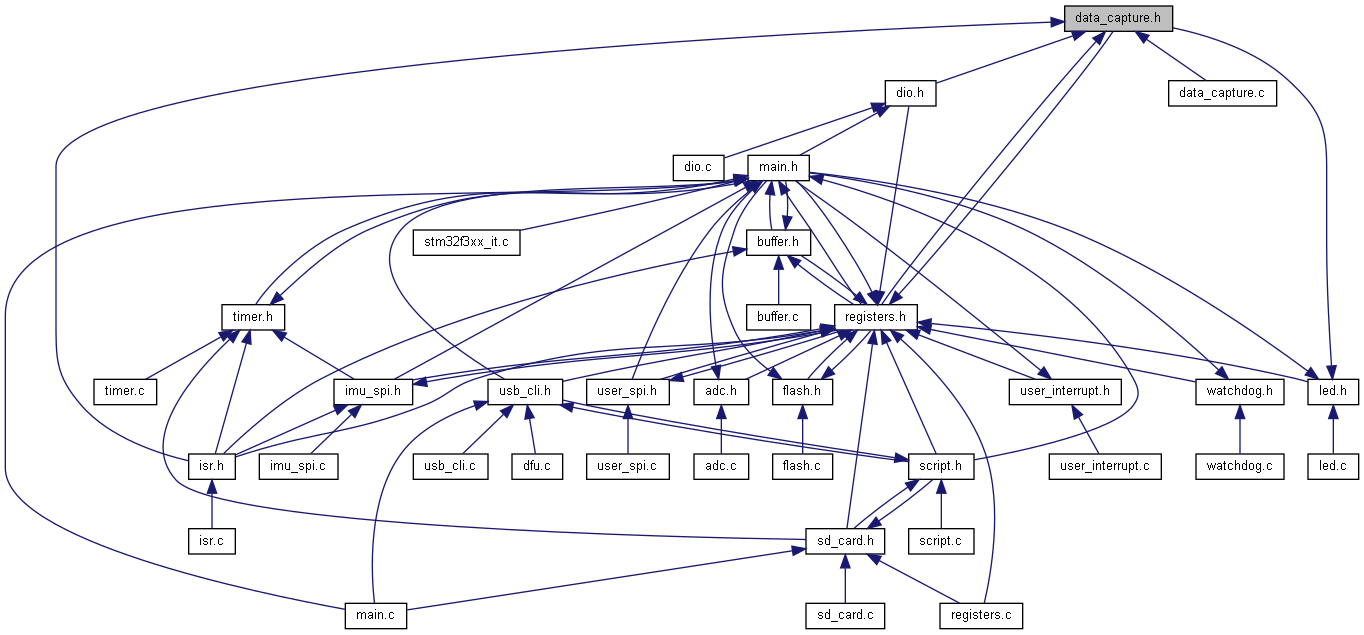 data_capture.h
dio.h
data_capture.c
dio.c
main.h
stm32f3xx_it.c
buffer.h
timer.h
buffer.c
registers.h
timer.c
imu_spi.h
usb_cli.h
user_spi.h
adc.h
flash.h
user_interrupt.h
watchdog.h
led.h
isr.h
imu_spi.c
usb_cli.c
dfu.c
user_spi.c
adc.c
flash.c
script.h
user_interrupt.c
watchdog.c
led.c
isr.c
sd_card.h
script.c
main.c
sd_card.c
registers.c